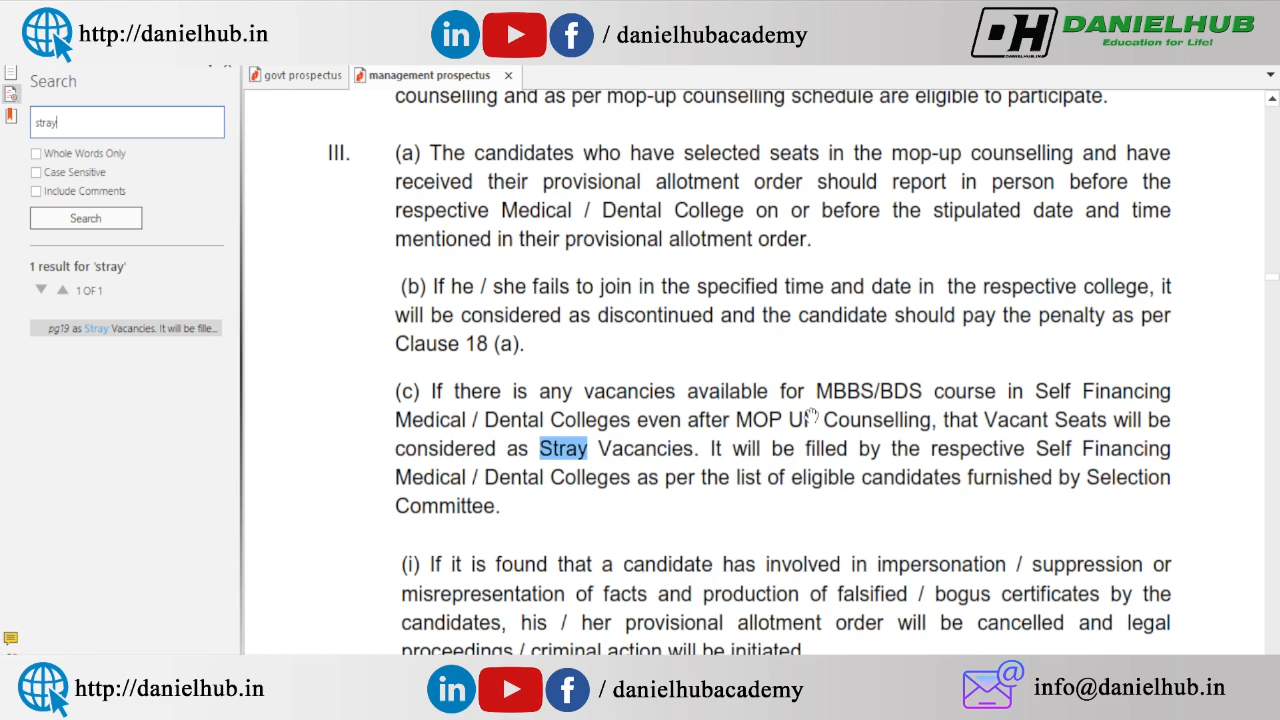 http://danielhub.in
in
f
/ danielhubacademy
DH
DANIELHUB
Education for Life!
Search
stray
Whole Words Only
Case Sensitive
Include Comments
Search
1 result for 'stray'
1 OF 1
pg19 as Stray Vacancies. It will be fille...
govt prospectus
management prospectus
counselling and as per mop-up counselling schedule are eligible to participate.
III. (a) The candidates who have selected seats in the mop-up counselling and have
received their provisional allotment order should report in person before the
respective Medical / Dental College on or before the stipulated date and time
mentioned in their provisional allotment order.
(b) If he / she fails to join in the specified time and date in the respective college, it
will be considered as discontinued and the candidate should pay the penalty as per
Clause 18 (a).
(c) If there is any vacancies available for MBBS/BDS course in Self Financing
Medical / Dental Colleges even after MOP UP Counselling, that Vacant Seats will be
considered as Stray Vacancies. It will be filled by the respective Self Financing
Medical / Dental Colleges as per the list of eligible candidates furnished by Selection
Committee.
(i) If it is found that a candidate has involved in impersonation / suppression or
misrepresentation of facts and production of falsified / bogus certificates by the
candidates, his / her provisional allotment order will be cancelled and legal
proceedings / criminal action will be initiated.
http://danielhub.in
in
f
/ danielhubacademy
@
info@danielhub.in